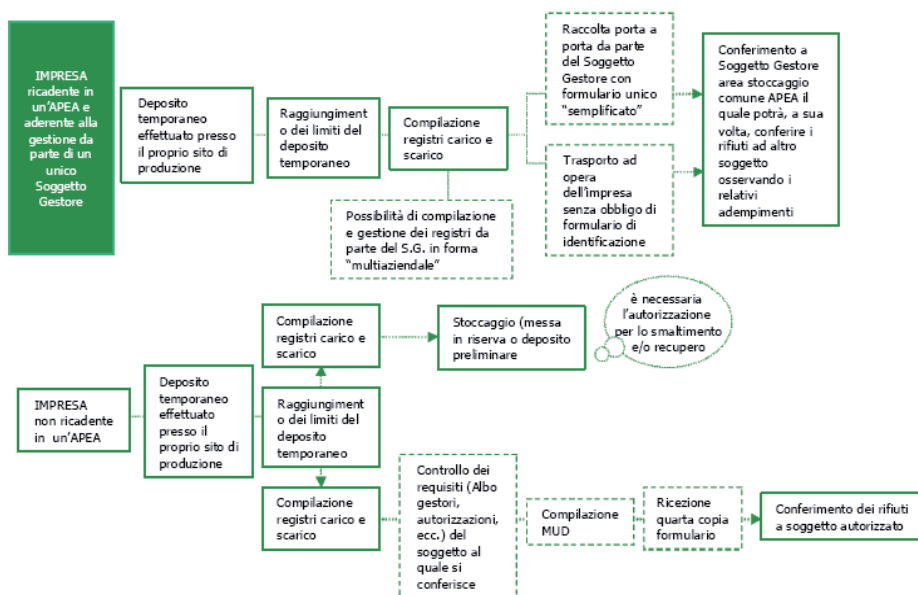 IMPRESA
ricadente in
un'APEA e
aderente alla
gestione da
parte di un
unico
Soggetto
Gestore
Deposito
temporaneo
effettuato presso
il proprio sito di
produzione
Raggiungiment
o dei limiti del
deposito
temporaneo
Compilazione
registri carico e
scarico
Possibilità di compilazione
e gestione dei registri da
parte del S.G. in forma
"multiaziendale"
Raccolta porta a
porta da parte
del Soggetto
Gestore con
formulario unico
"semplificato"
Trasporto ad
opera
dell'impresa
senza obbligo di
formulario di
identificazione
Conferimento a
Soggetto Gestore
area stoccaggio
comune APEA il
quale potrà, a sua
volta, conferire i
rifiuti ad altro
soggetto
osservando i
relativi
adempimenti
IMPRESA
non ricadente
in un'APEA
Deposito
temporaneo
effettuato
presso il
proprio sito di
produzione
Compilazione
registri carico e
scarico
Stoccaggio (messa
in riserva o deposito
preliminare
è necessaria
l'autorizzazione
per lo smaltimento
e/o recupero
Raggiungiment
o dei limiti del
deposito
temporaneo
Compilazione
registri carico e
scarico
Controllo dei
requisiti (Albo
gestori,
autorizzazioni,
ecc.) del
soggetto al
quale si
conferisce
Compilazione
MUD
Ricezione
quarta copia
formulario
Conferimento dei rifiuti
a soggetto autorizzato